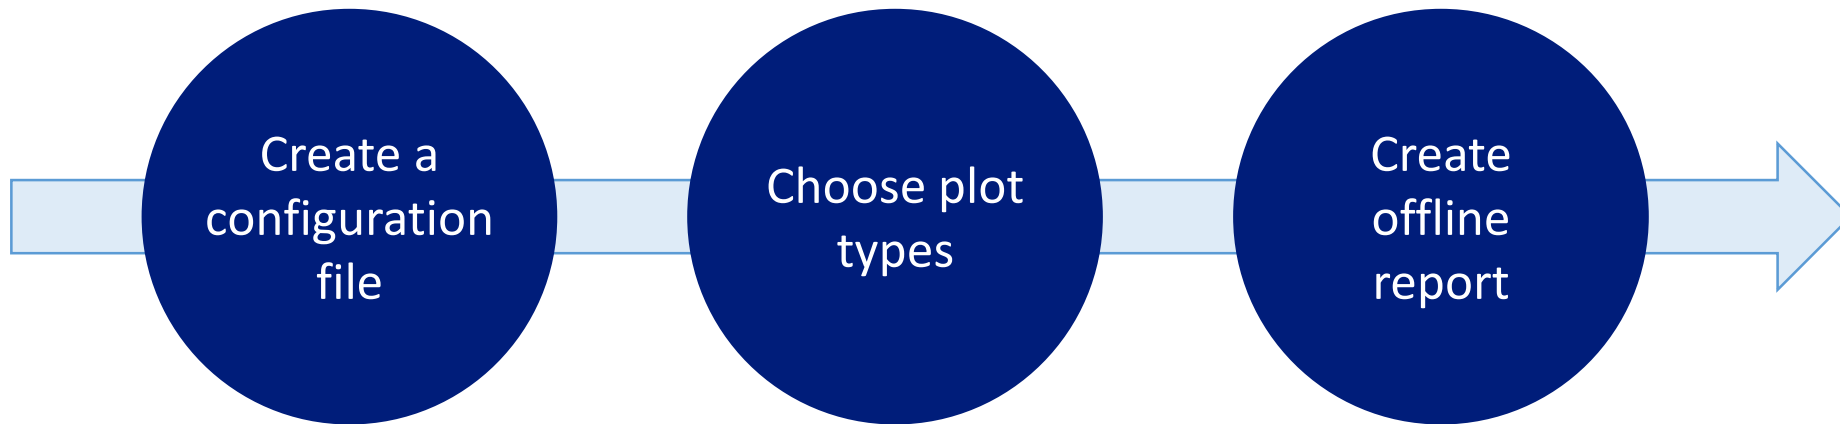 Create a
configuration
file
Choose plot
types
Create
offline
report